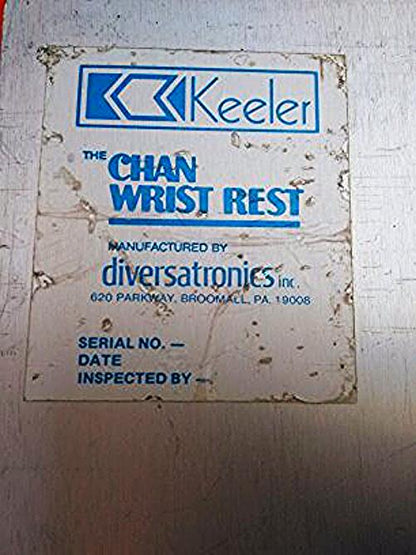 Keeler
THE CHAN
WRIST REST
MANUFACTURED BY
diversatronics inc.
620 PARKWAY, BROOMALL, PA. 19008
SERIAL NO. —
DATE
INSPECTED BY —